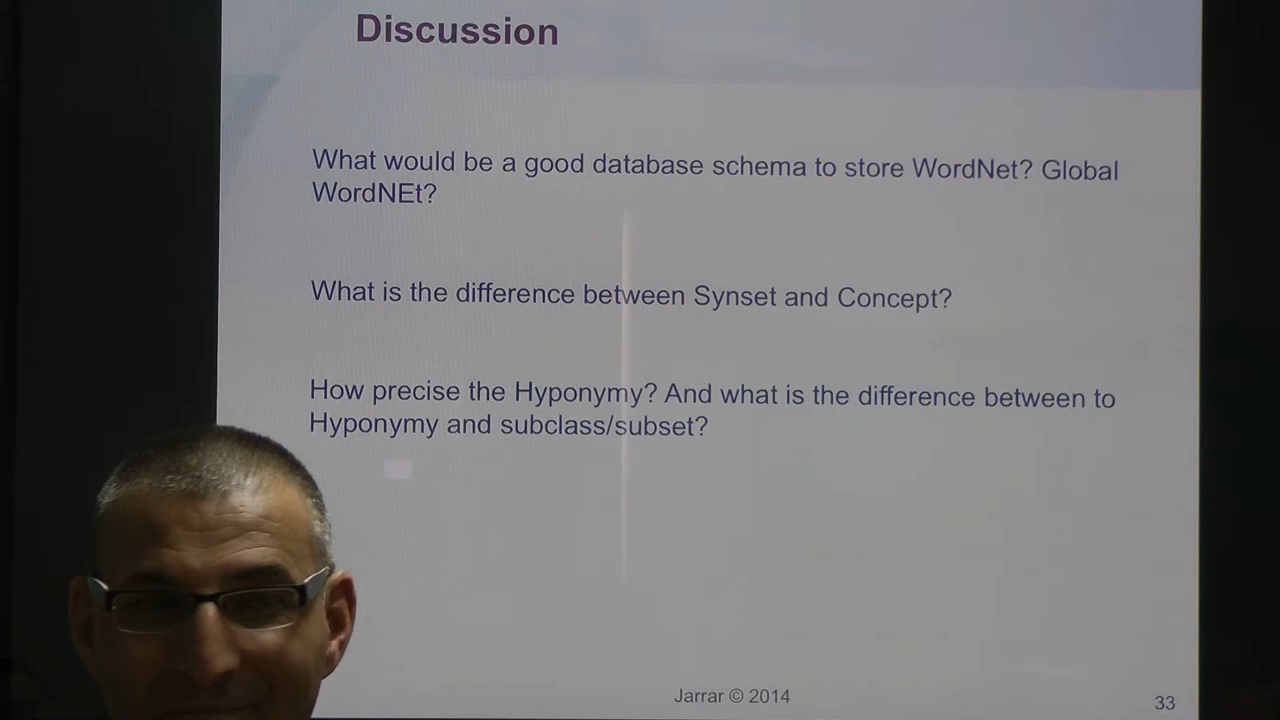 Discussion
What would be a good database schema to store WordNet? Global
WordNEt?
What is the difference between Synset and Concept?
How precise the Hyponymy? And what is the difference between to
Hyponymy and subclass/subset?
Jarrar © 2014
33